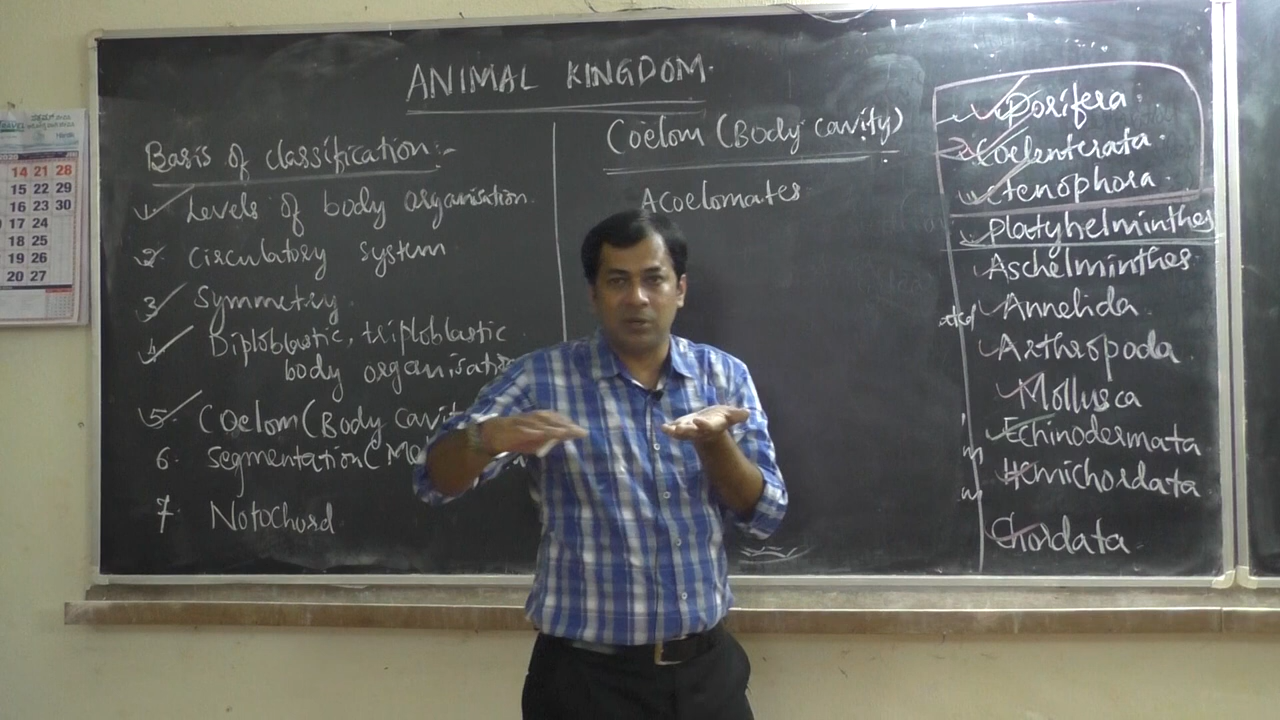 ANIMAL KINGDOM.
Basis of classification:-
1. Levels of body organisation.
2. Circulatory system
3. Symmetry.
4. Diploblastic, triploblastic
body organisation
5. Coelom (Body cavity
6. Segmentation (Me
7. Notochord
Coelom (Body cavity)
Acoelomates
Porifera
Coelenterata.
Ctenophora
Platyhelminthes
Aschelminthes
Annelida.
Arthropoda.
Mollusca
Echinodermata
Hemichordata
Chordata.
14 21 28
15 22 29
16 23 30
17 24
18 25
19 26
20 27